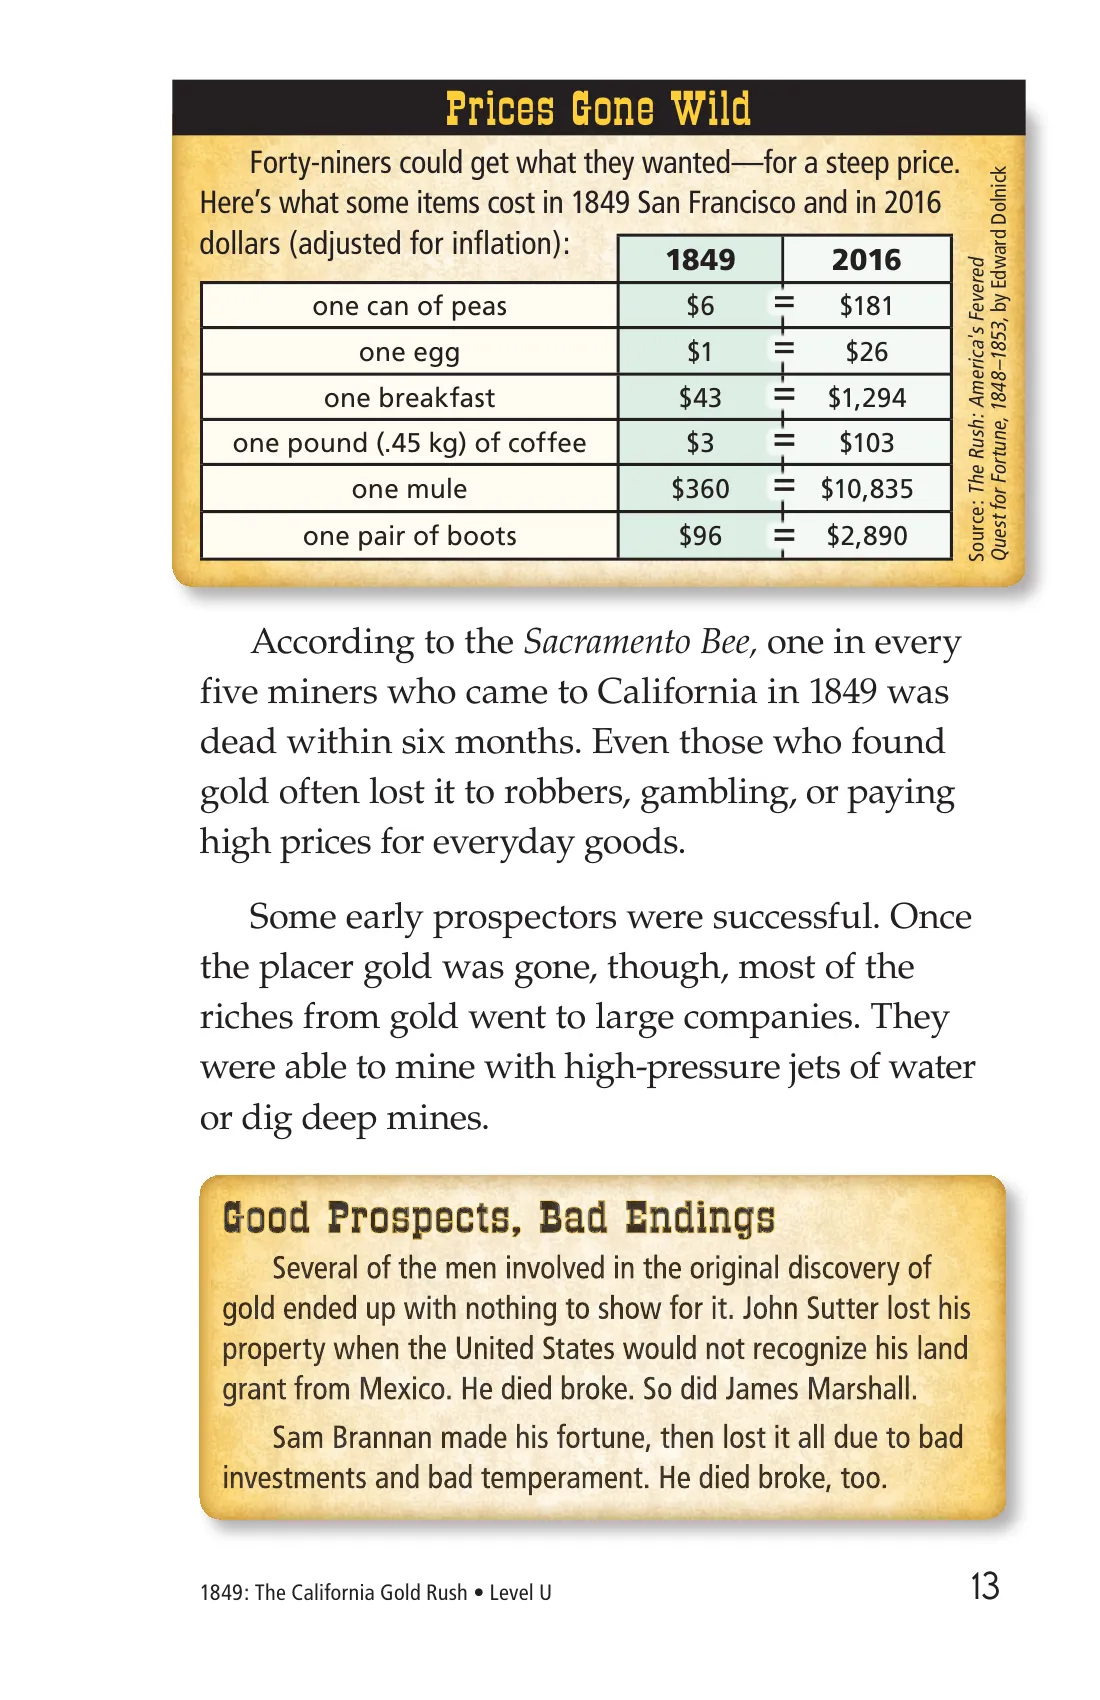 Prices Gone Wild
Forty-niners could get what they wanted—for a steep price.
Here's what some items cost in 1849 San Francisco and in 2016
dollars (adjusted for inflation):
1849 2016
one can of peas $6 = $181
one egg $1 = $26
one breakfast $43 = $1,294
one pound (.45 kg) of coffee $3 = $103
one mule $360 = $10,835
one pair of boots $96 = $2,890
Source: The Rush: America's Fevered
Quest for Fortune, 1848–1853, by Edward Dolnick
According to the Sacramento Bee, one in every
five miners who came to California in 1849 was
dead within six months. Even those who found
gold often lost it to robbers, gambling, or paying
high prices for everyday goods.
Some early prospectors were successful. Once
the placer gold was gone, though, most of the
riches from gold went to large companies. They
were able to mine with high-pressure jets of water
or dig deep mines.
Good Prospects, Bad Endings
Several of the men involved in the original discovery of
gold ended up with nothing to show for it. John Sutter lost his
property when the United States would not recognize his land
grant from Mexico. He died broke. So did James Marshall.
Sam Brannan made his fortune, then lost it all due to bad
investments and bad temperament. He died broke, too.
1849: The California Gold Rush • Level U 13